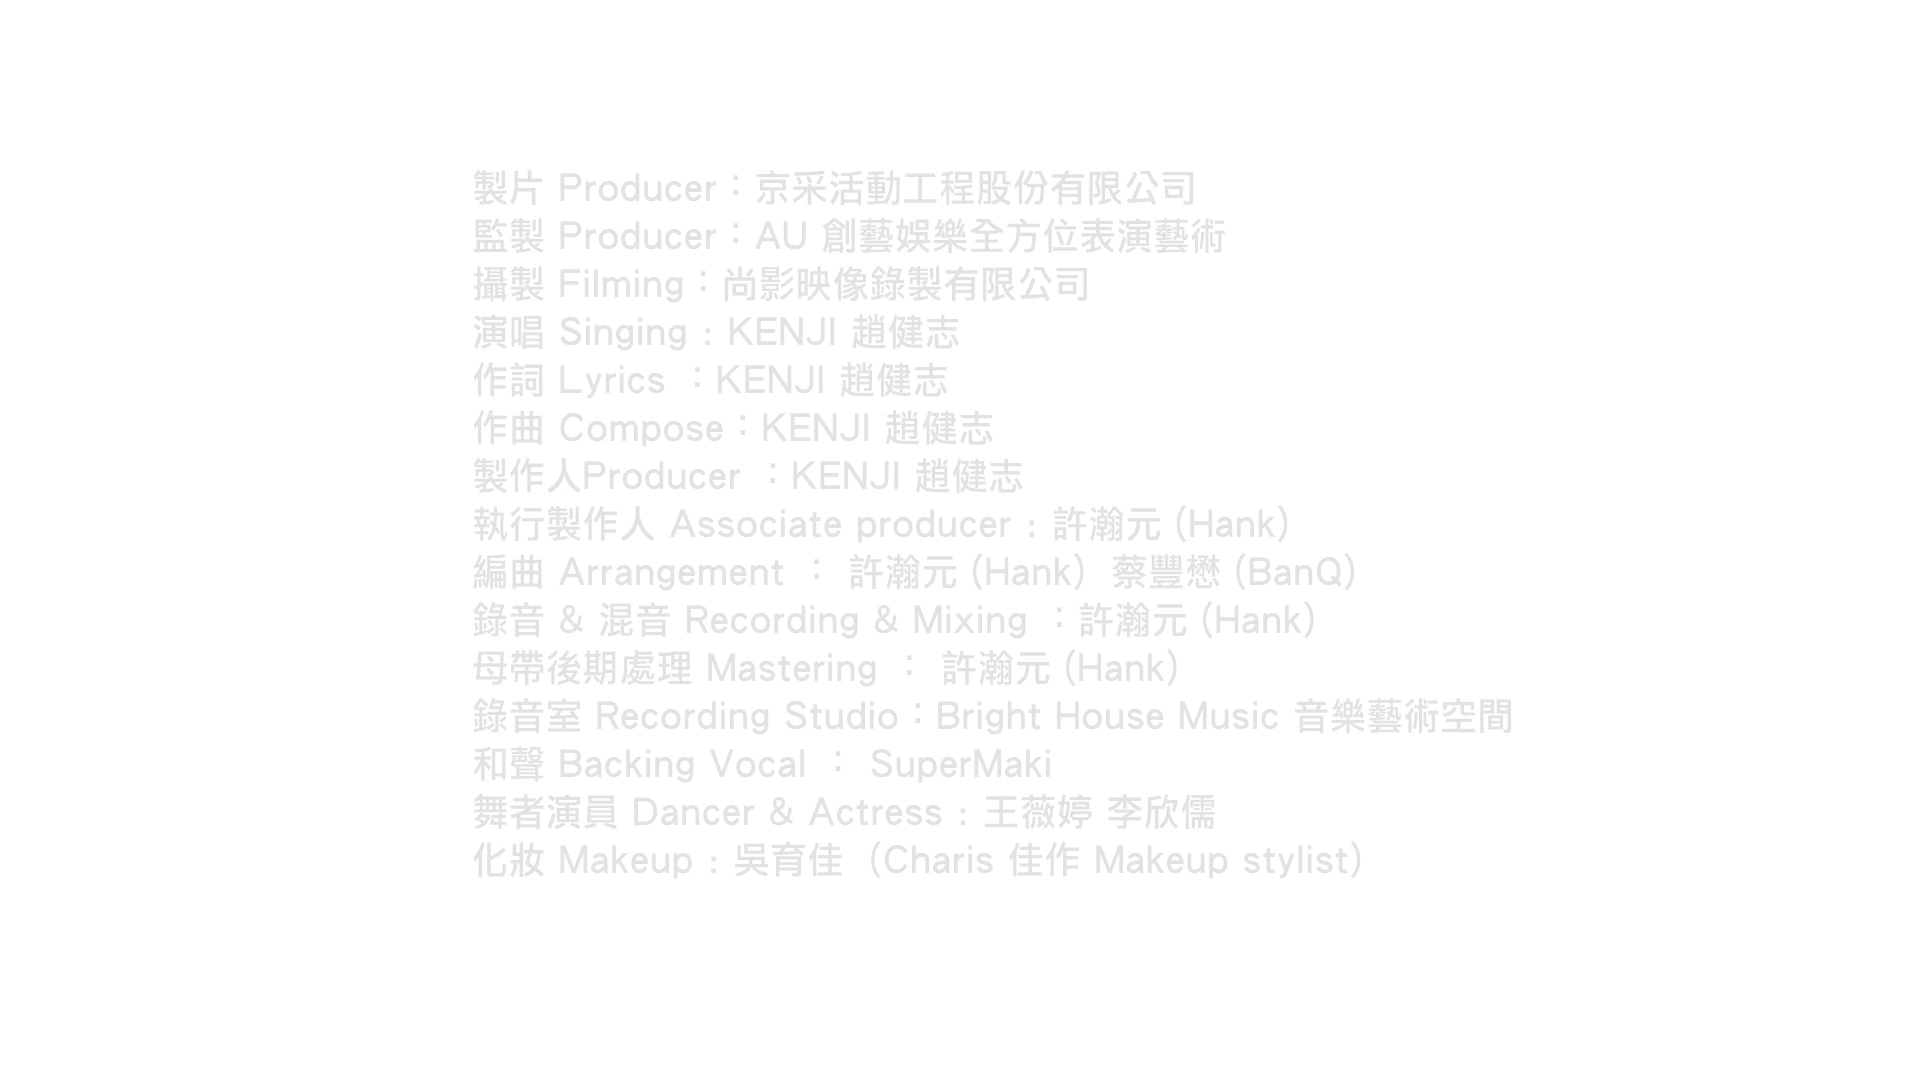 製片 Producer：京采活動工程股份有限公司
監製 Producer：AU 創藝娛樂全方位表演藝術
攝製 Filming：尚影映像錄製有限公司
演唱 Singing : KENJI 趙健志
作詞 Lyrics ：KENJI 趙健志
作曲 Compose：KENJI 趙健志
製作人Producer ：KENJI 趙健志
執行製作人 Associate producer : 許瀚元 (Hank)
編曲 Arrangement ： 許瀚元 (Hank)  蔡豐懋 (BanQ)
錄音 & 混音 Recording & Mixing ：許瀚元 (Hank)
母帶後期處理 Mastering ： 許瀚元 (Hank)
錄音室 Recording Studio：Bright House Music 音樂藝術空間
和聲 Backing Vocal ： SuperMaki
舞者演員 Dancer & Actress : 王薇婷 李欣儒
化妝 Makeup : 吳育佳（Charis 佳作 Makeup stylist）